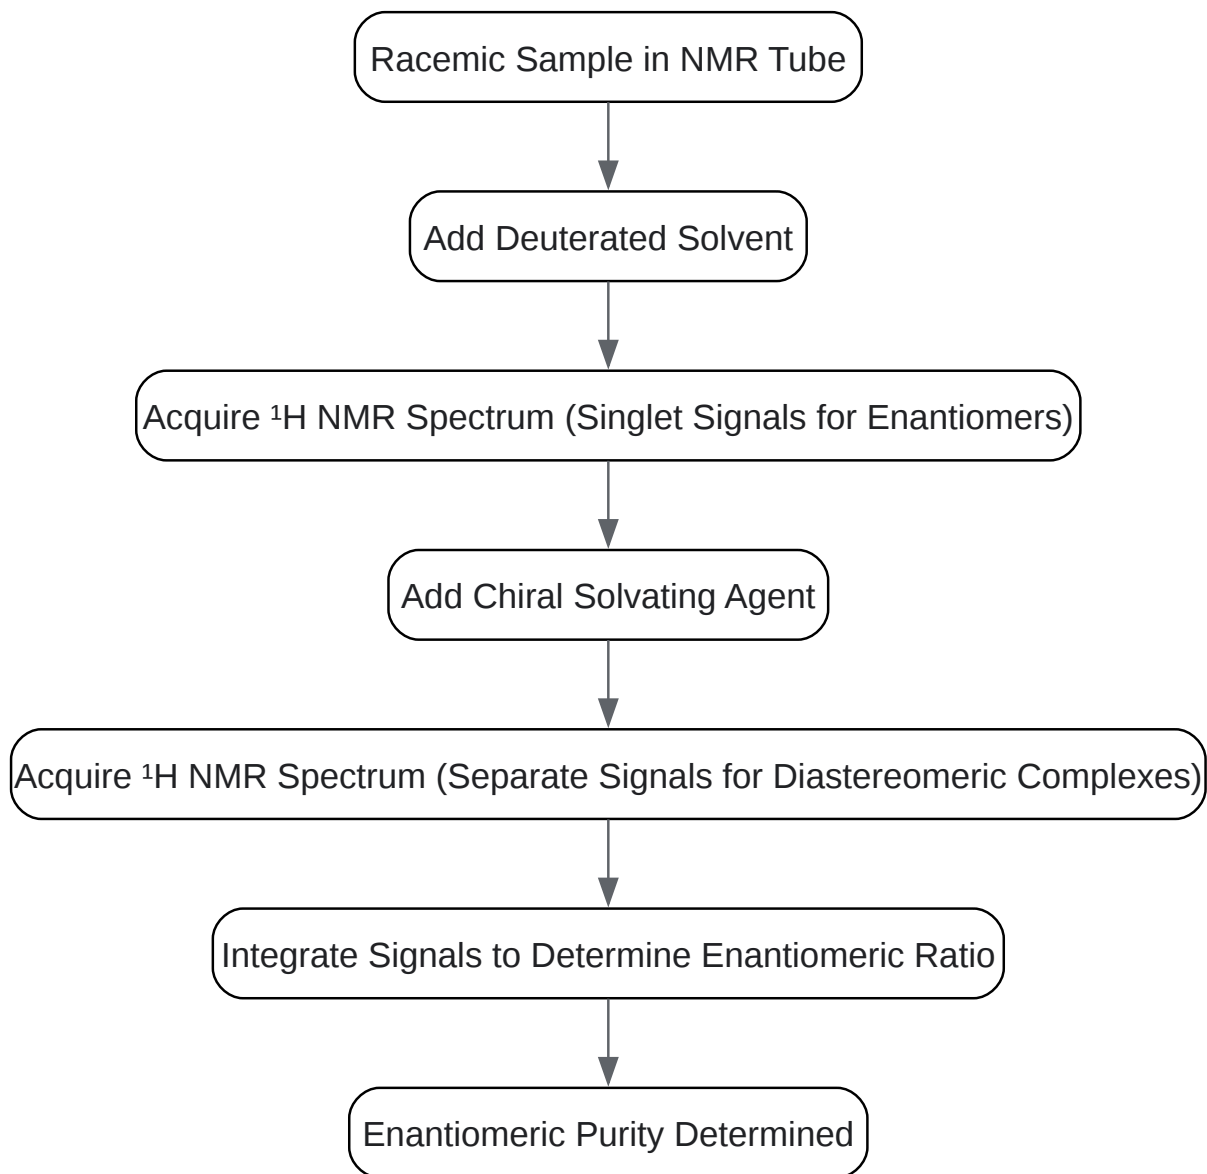 Racemic Sample in NMR Tube
Add Deuterated Solvent
Acquire ¹H NMR Spectrum (Singlet Signals for Enantiomers)
Add Chiral Solvating Agent
Acquire ¹H NMR Spectrum (Separate Signals for Diastereomeric Complexes)
Integrate Signals to Determine Enantiomeric Ratio
Enantiomeric Purity Determined